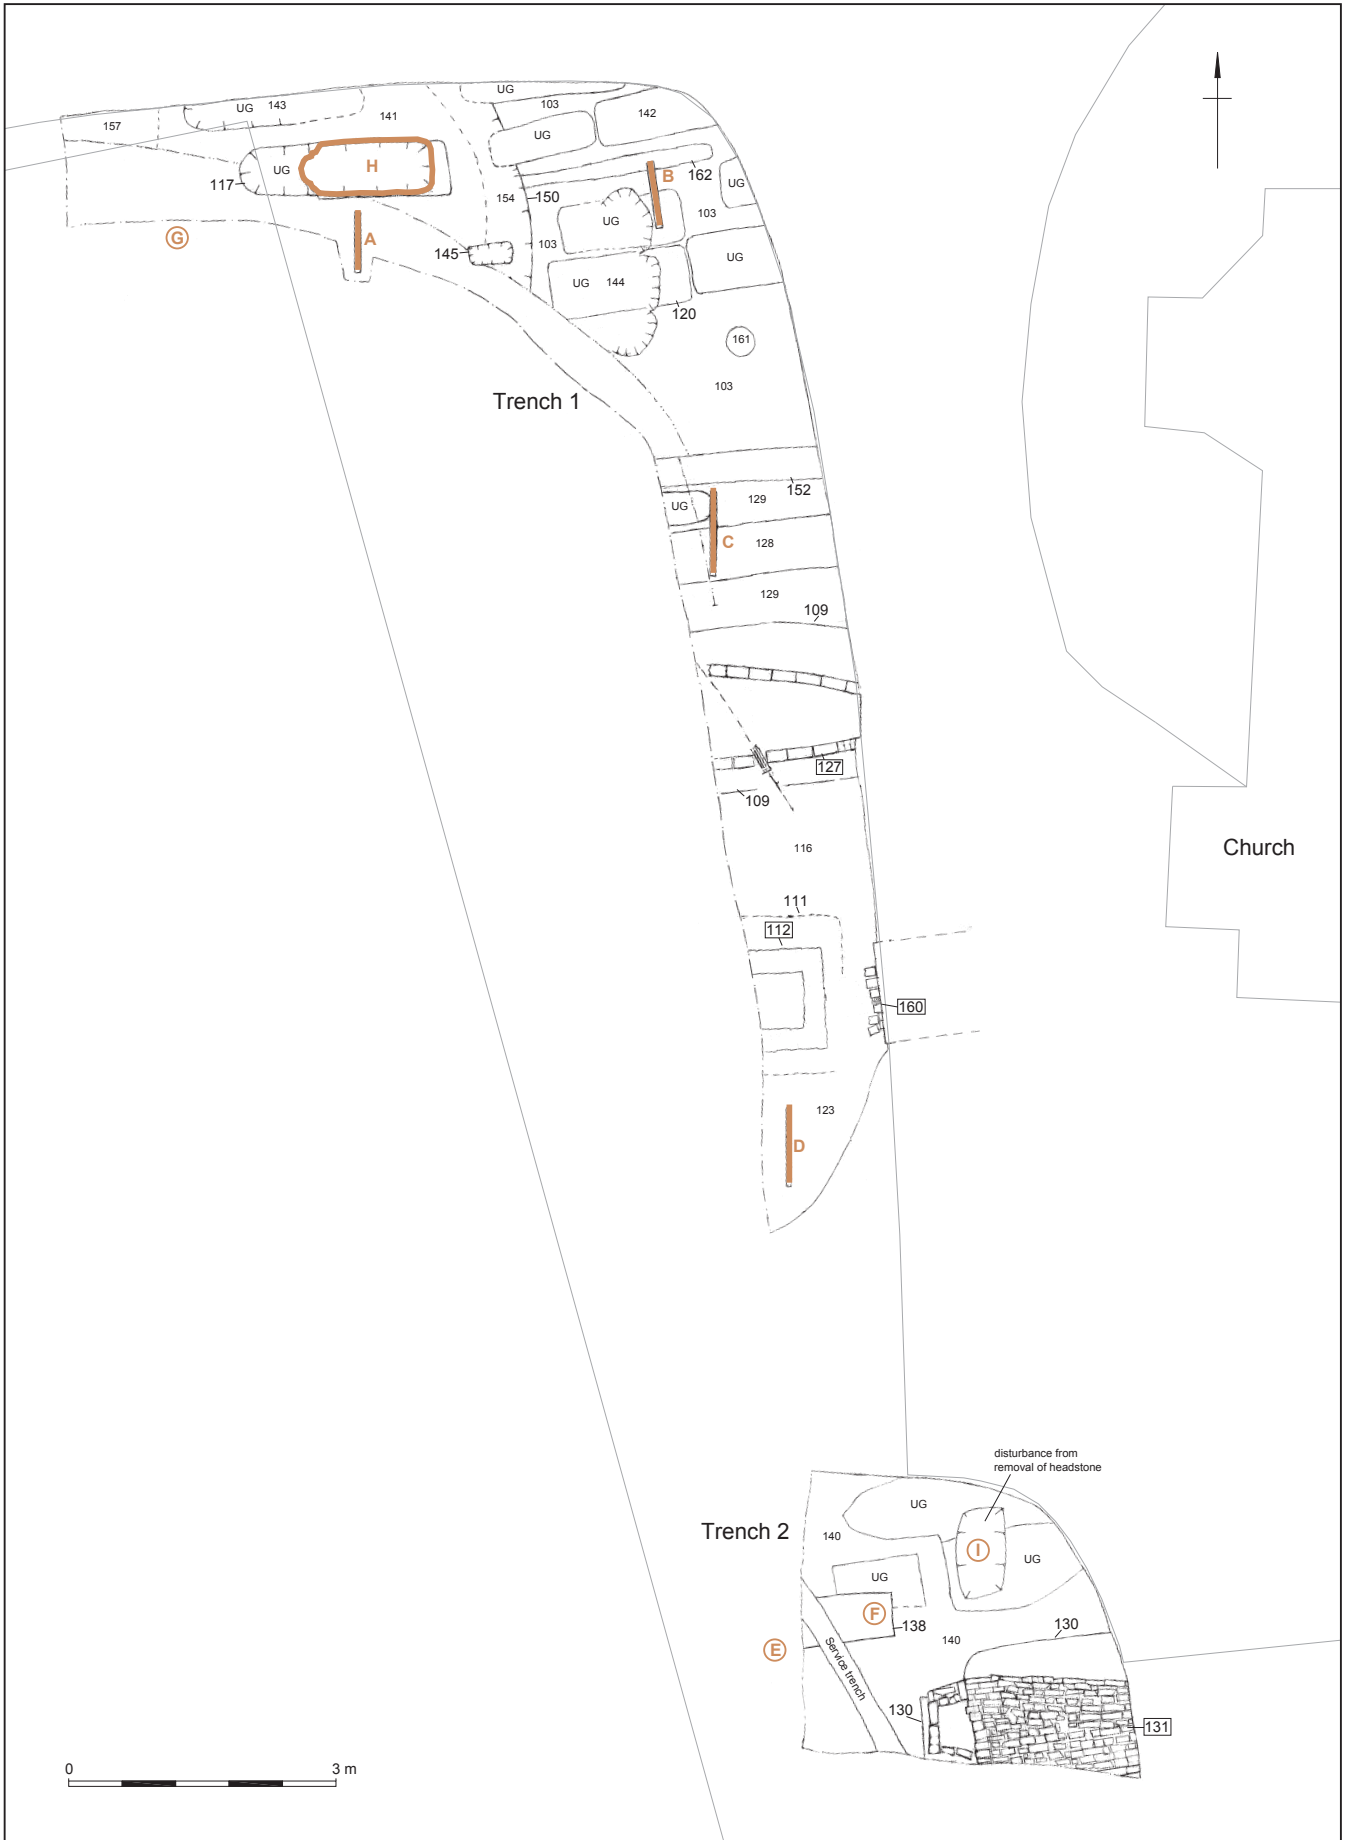 UG
143
141
UG
103
142
157
UG
117
UG
H
B
162
UG
154
150
103
UG
103
G
A
145
UG
144
UG
120
161
103
Trench 1
152
UG
129
C
128
129
109
127
109
116
Church
111
112
160
123
D
disturbance from
removal of headstone
UG
Trench 2
140
I
UG
UG
F
138
130
E
140
Service trench
130
131
0
3 m